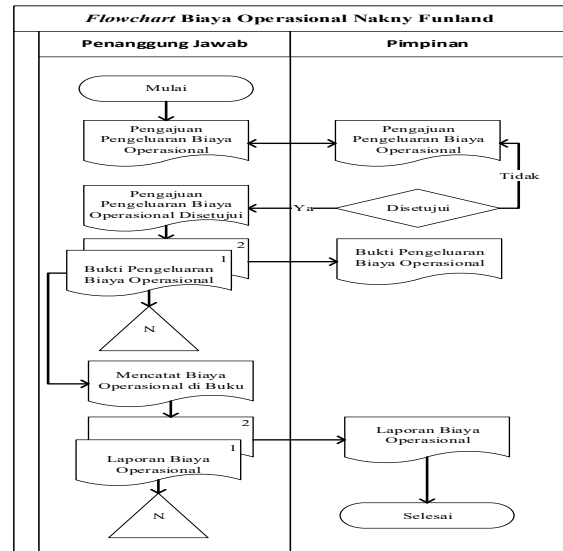 Flowchart Biaya Operasional Nakny Funland
Penanggung Jawab
Pimpinan
Mulai
Pengajuan
Pengeluaran Biaya
Operasional
Pengajuan
Pengeluaran Biaya
Operasional
Tidak
Pengajuan
Pengeluaran Biaya
Operasional Disetujui
Ya
Disetujui
2
1
Bukti Pengeluaran
Biaya Operasional
Bukti Pengeluaran
Biaya Operasional
N
Mencatat Biaya
Operasional di Buku
2
1
Laporan Biaya
Operasional
Laporan Biaya
Operasional
N
Selesai